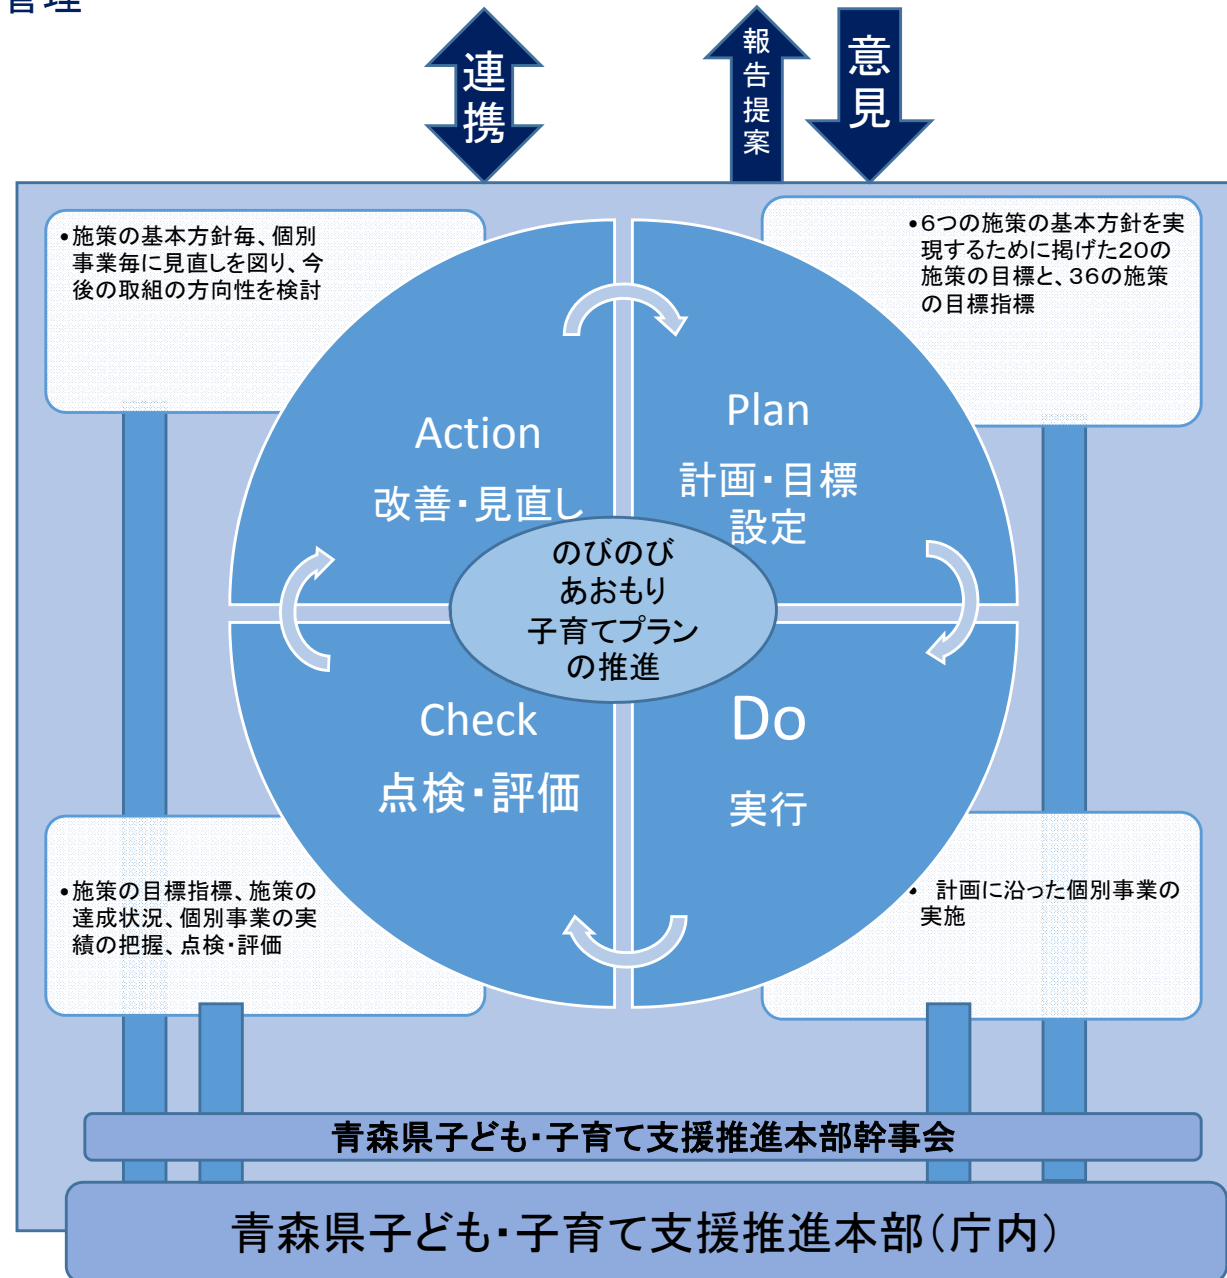 管理
連携
報告提案
意見
•施策の基本方針毎、個別
事業毎に見直しを図り、今
後の取組の方向性を検討
•6つの施策の基本方針を実
現するために掲げた20の
施策の目標と、36の施策
の目標指標
Action
改善・見直し
Plan
計画・目標
設定
のびのび
あおもり
子育てプラン
の推進
Check
点検・評価
Do
実行
•施策の目標指標、施策の
達成状況、個別事業の実
績の把握、点検・評価
• 計画に沿った個別事業の
実施
青森県子ども・子育て支援推進本部幹事会
青森県子ども・子育て支援推進本部(庁内)